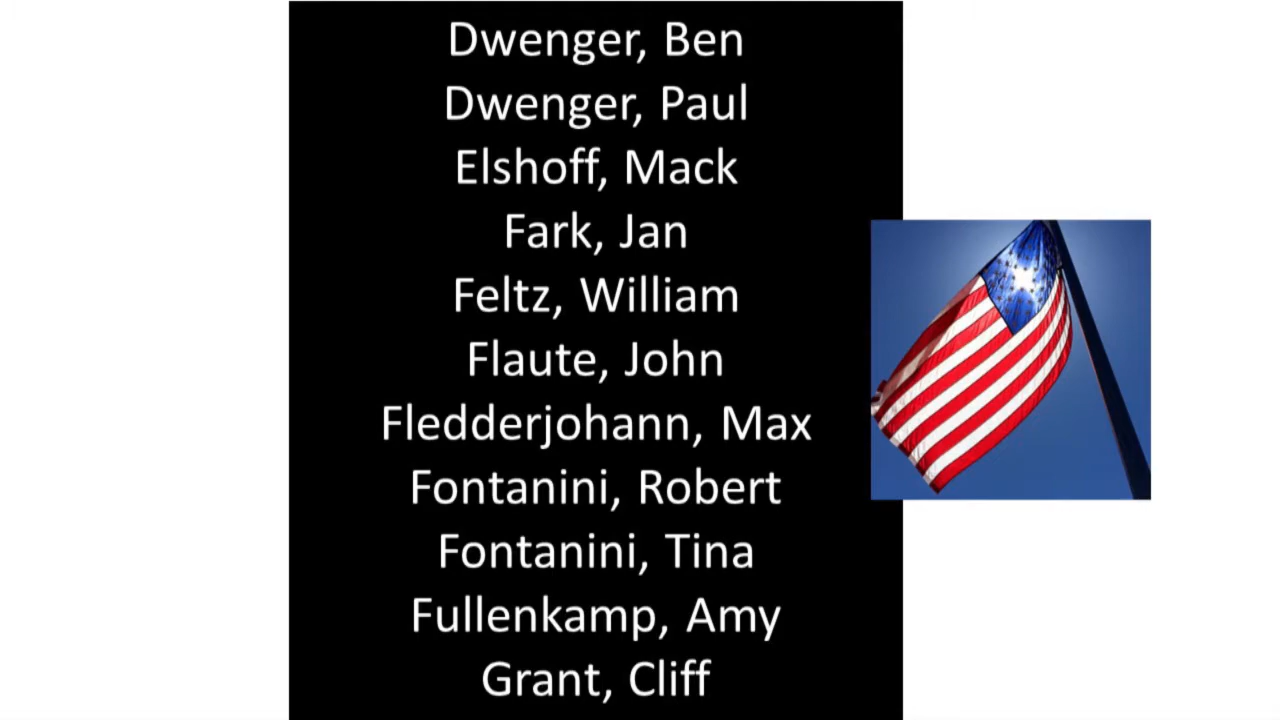 Dwenger, Ben
Dwenger, Paul
Elshoff, Mack
Fark, Jan
Feltz, William
Flaute, John
Fledderjohann, Max
Fontanini, Robert
Fontanini, Tina
Fullenkamp, Amy
Grant, Cliff